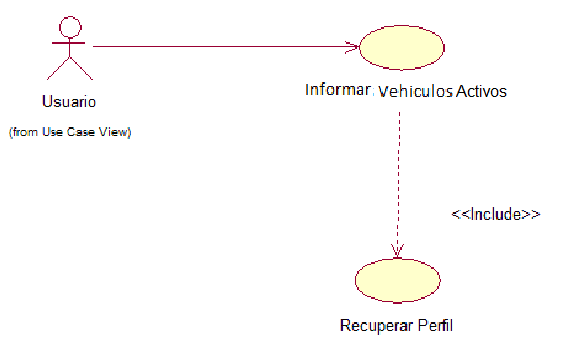 Informar. Vehiculos Activos
Usuario
(from Use Case View)
<<Include>>
Recuperar Perfil